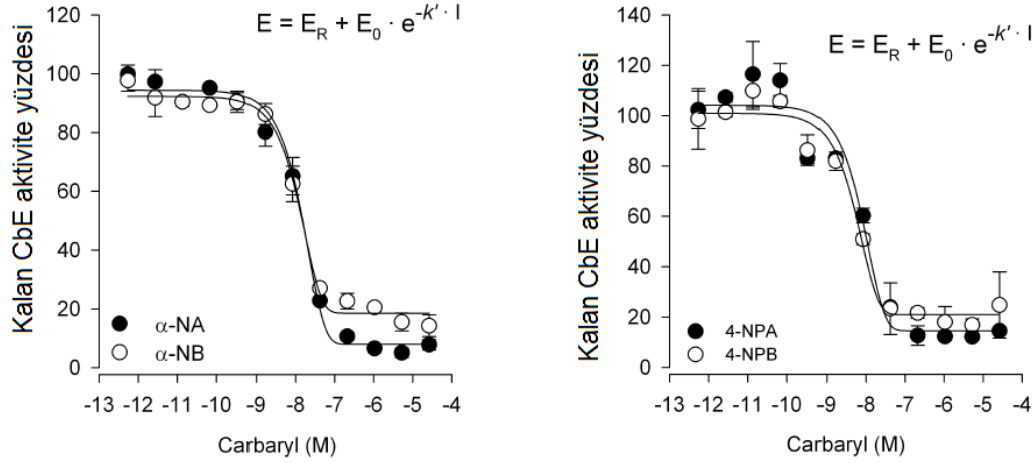 E = E_R + E_0 · e^{-k' · I}
120
100
80
60
40
20
0
Kalan CbE aktivite yüzdesi
α-NA
α-NB
-13 -12 -11 -10 -9 -8 -7 -6 -5 -4
Carbaryl (M)
E = E_R + E_0 · e^{-k' · I}
140
120
100
80
60
40
20
0
Kalan CbE aktivite yüzdesi
4-NPA
4-NPB
-13 -12 -11 -10 -9 -8 -7 -6 -5 -4
Carbaryl (M)